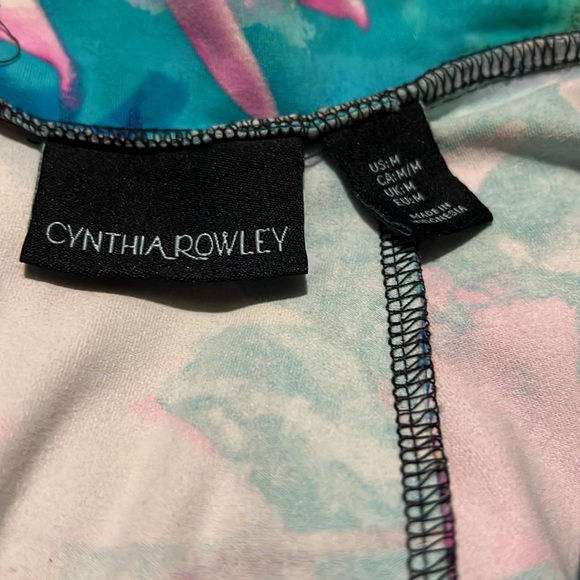 CYNTHIA ROWLEY
US:M
CA:M/M
UK:M
EU:M
MADE IN
INDONESIA